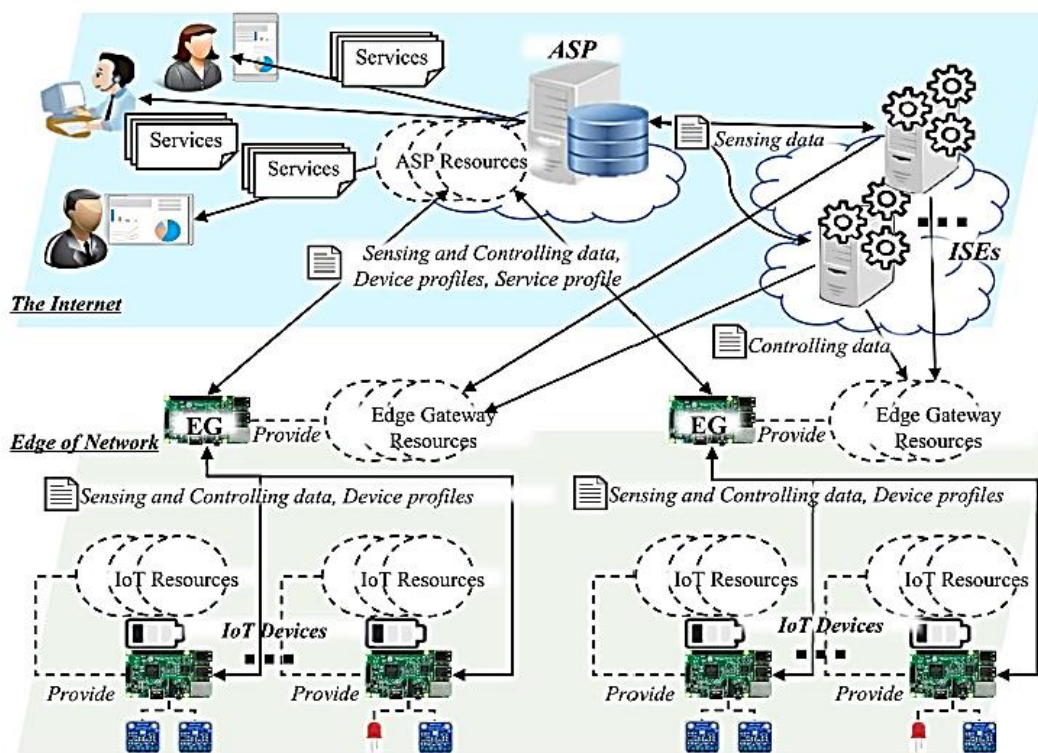 ASP
Services
Services
Services
ASP Resources
Sensing data
ISEs
Sensing and Controlling data,
Device profiles, Service profile
The Internet
Controlling data
EG
Provide
Edge Gateway
Resources
EG
Provide
Edge Gateway
Resources
Edge of Network
Sensing and Controlling data, Device profiles
Sensing and Controlling data, Device profiles
IoT Resources
IoT Resources
IoT Resources
IoT Resources
IoT Devices
IoT Devices
Provide
Provide
Provide
Provide